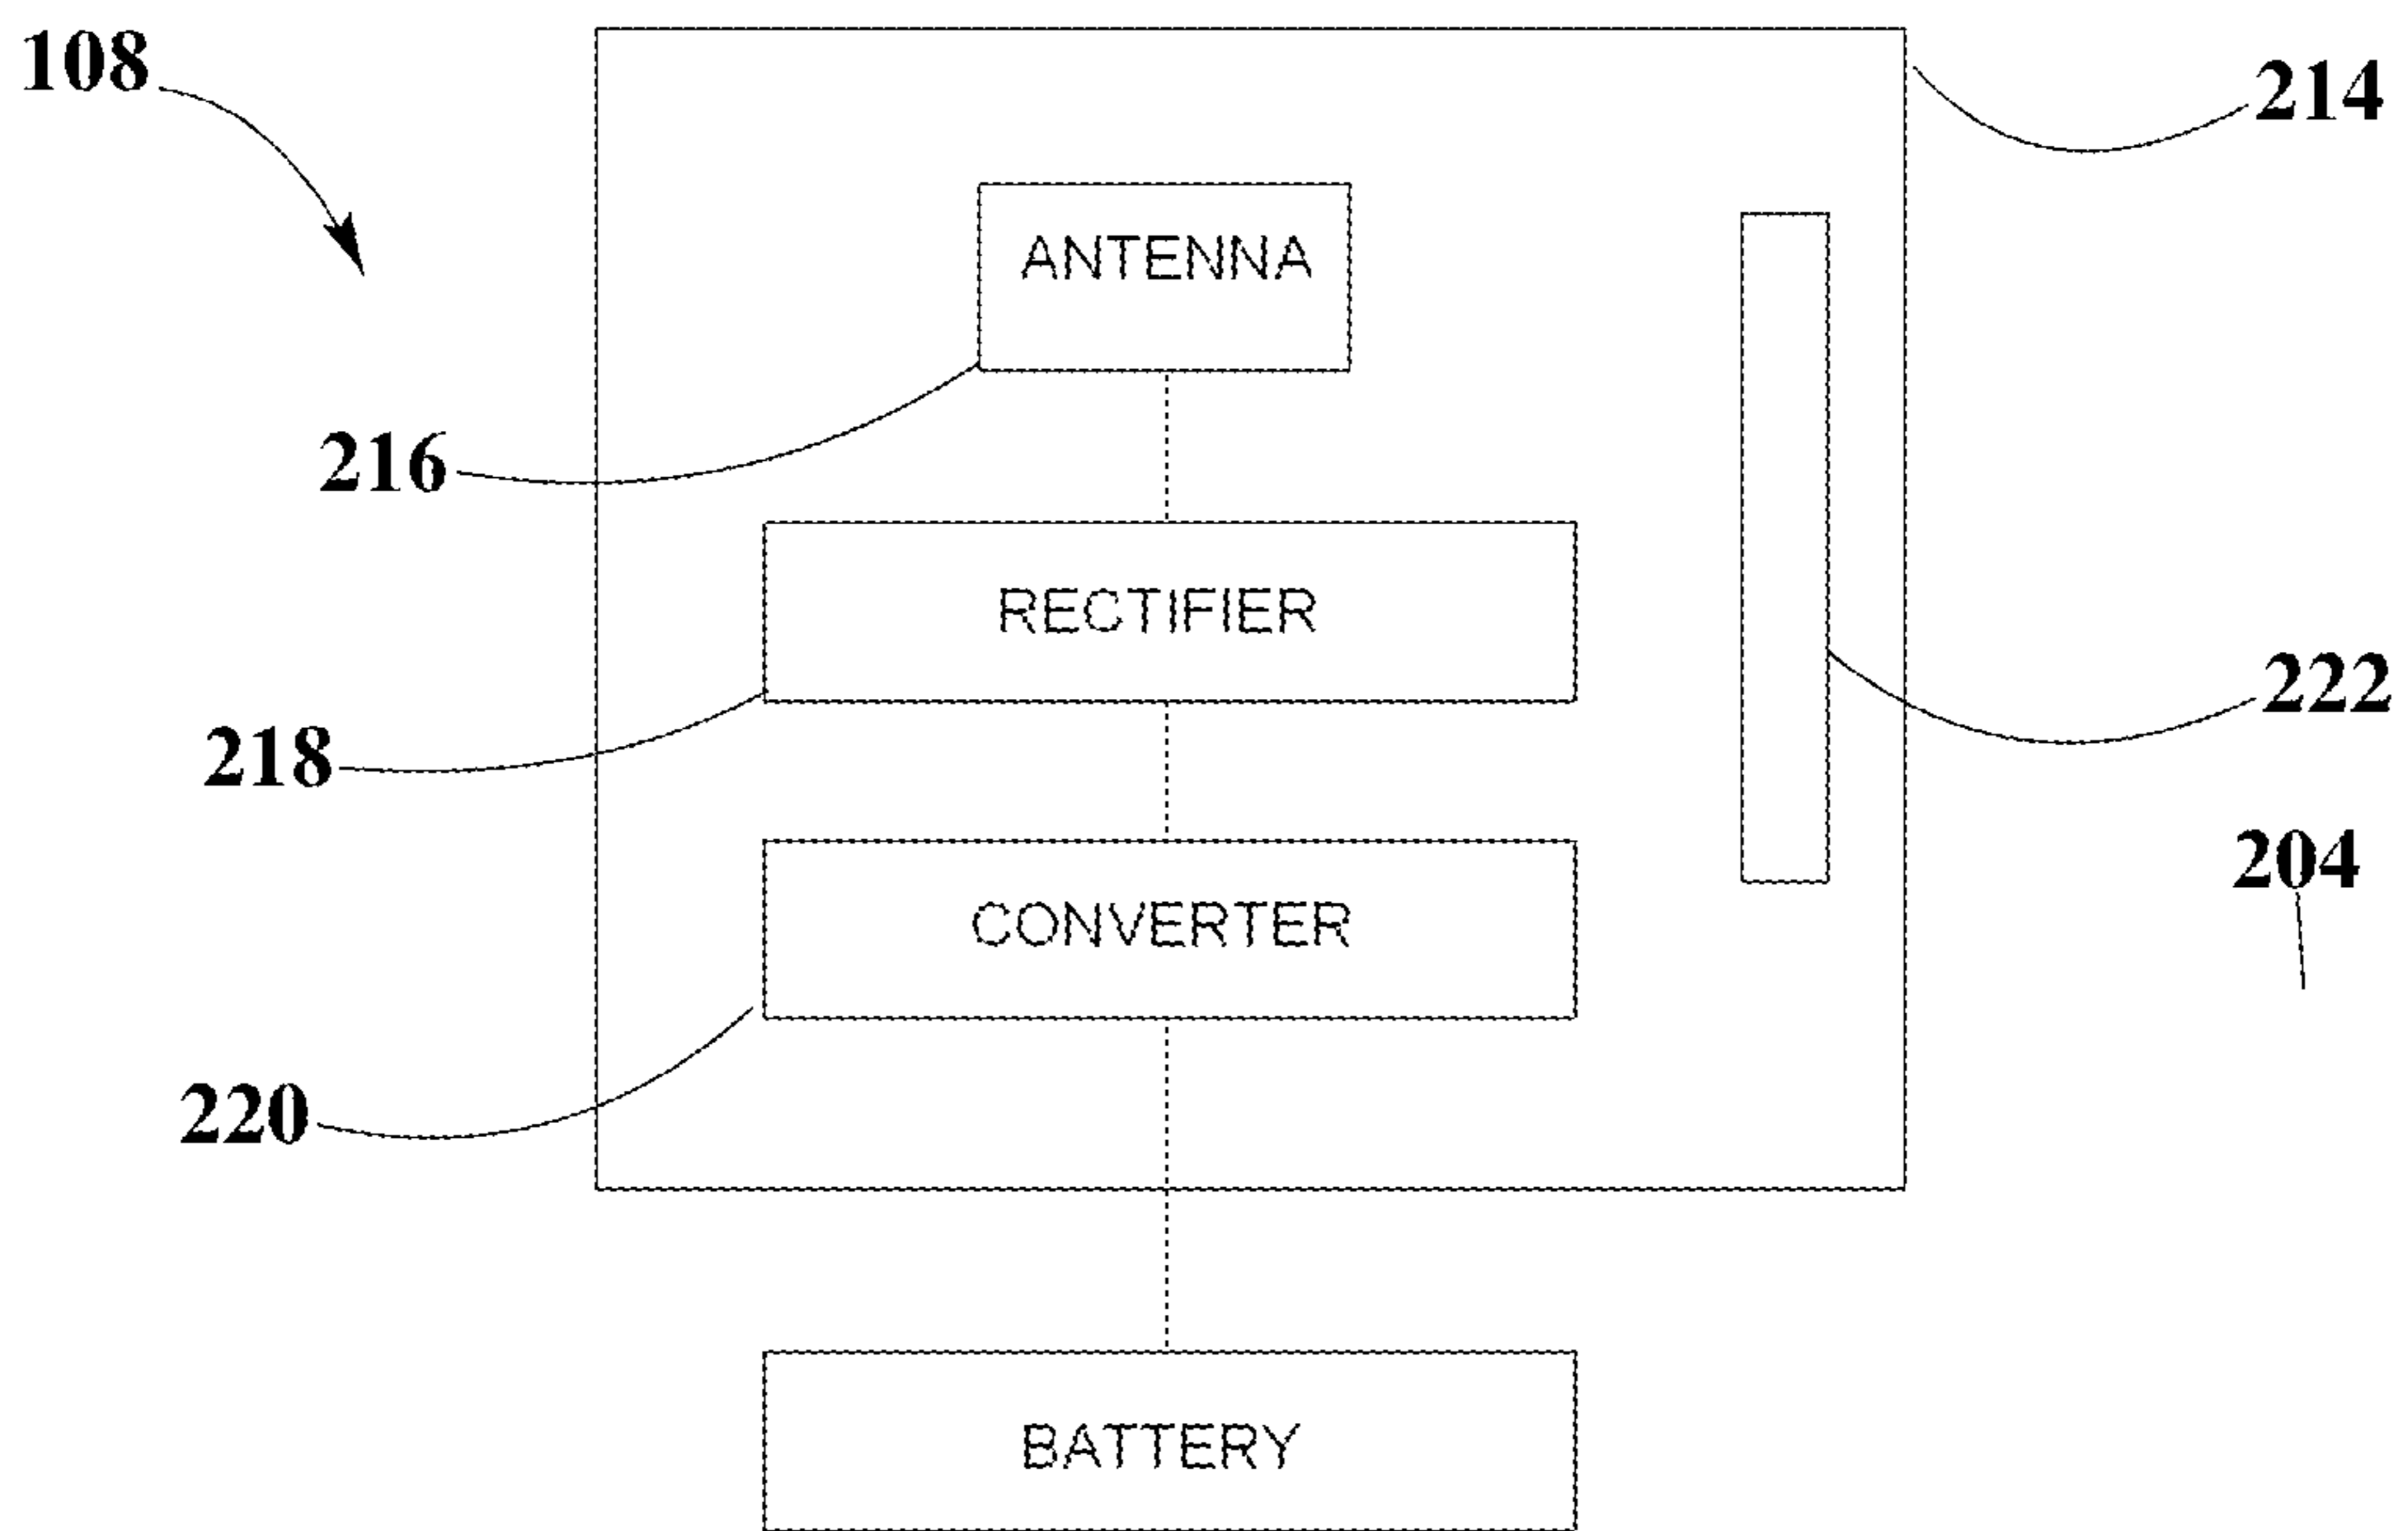 108
214
ANTENNA
216
RECTIFIER
222
218
204
CONVERTER
220
BATTERY